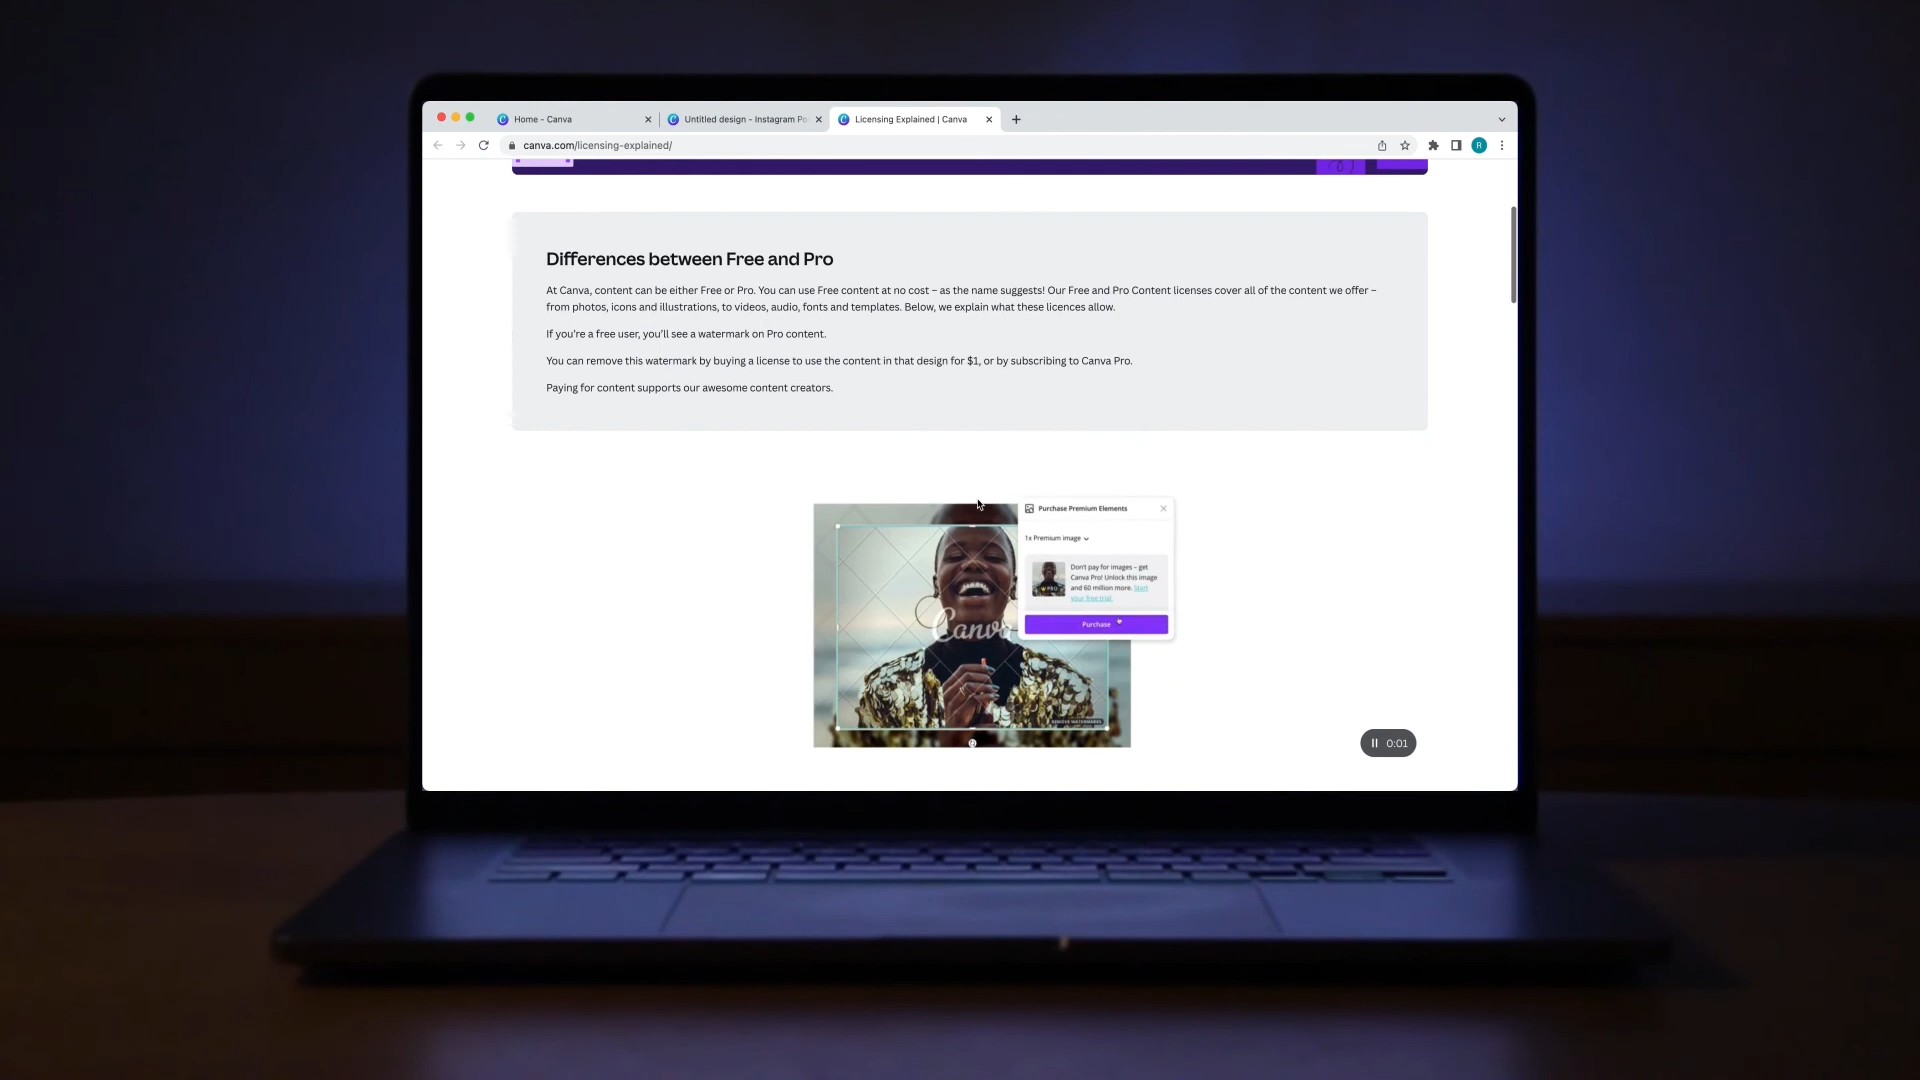 Home - Canva
Untitled design - Instagram Po
Licensing Explained | Canva
canva.com/licensing-explained/
R
Differences between Free and Pro
At Canva, content can be either Free or Pro. You can use Free content at no cost – as the name suggests! Our Free and Pro Content licenses cover all of the content we offer –
from photos, icons and illustrations, to videos, audio, fonts and templates. Below, we explain what these licences allow.
If you’re a free user, you’ll see a watermark on Pro content.
You can remove this watermark by buying a license to use the content in that design for $1, or by subscribing to Canva Pro.
Paying for content supports our awesome content creators.
Purchase Premium Elements
1x Premium image
Don't pay for images – get
Canva Pro! Unlock this image
and 60 million more. Start
your free trial.
PRO
Purchase
Canva
REMOVE WATERMARKS
0:01